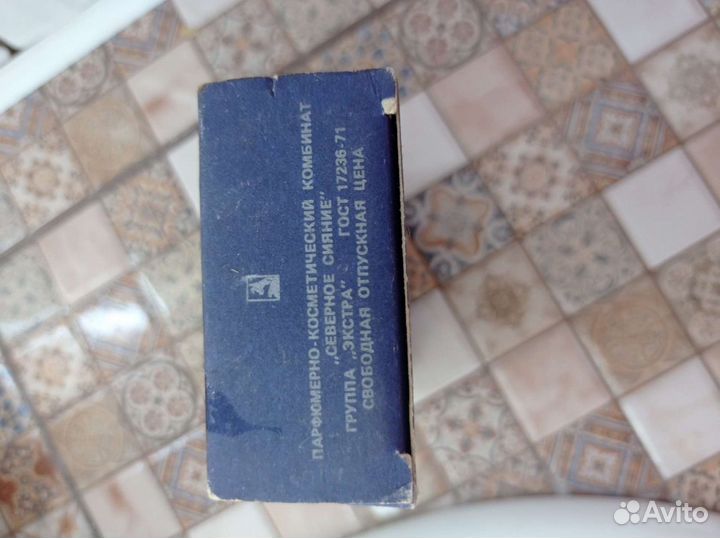 ПАРФЮМЕРНО-КОСМЕТИЧЕСКИЙ КОМБИНАТ
„СЕВЕРНОЕ СИЯНИЕ"
ГРУППА „ЭКСТРА" ГОСТ 17236-71
СВОБОДНАЯ ОТПУСКНАЯ ЦЕНА
Avito